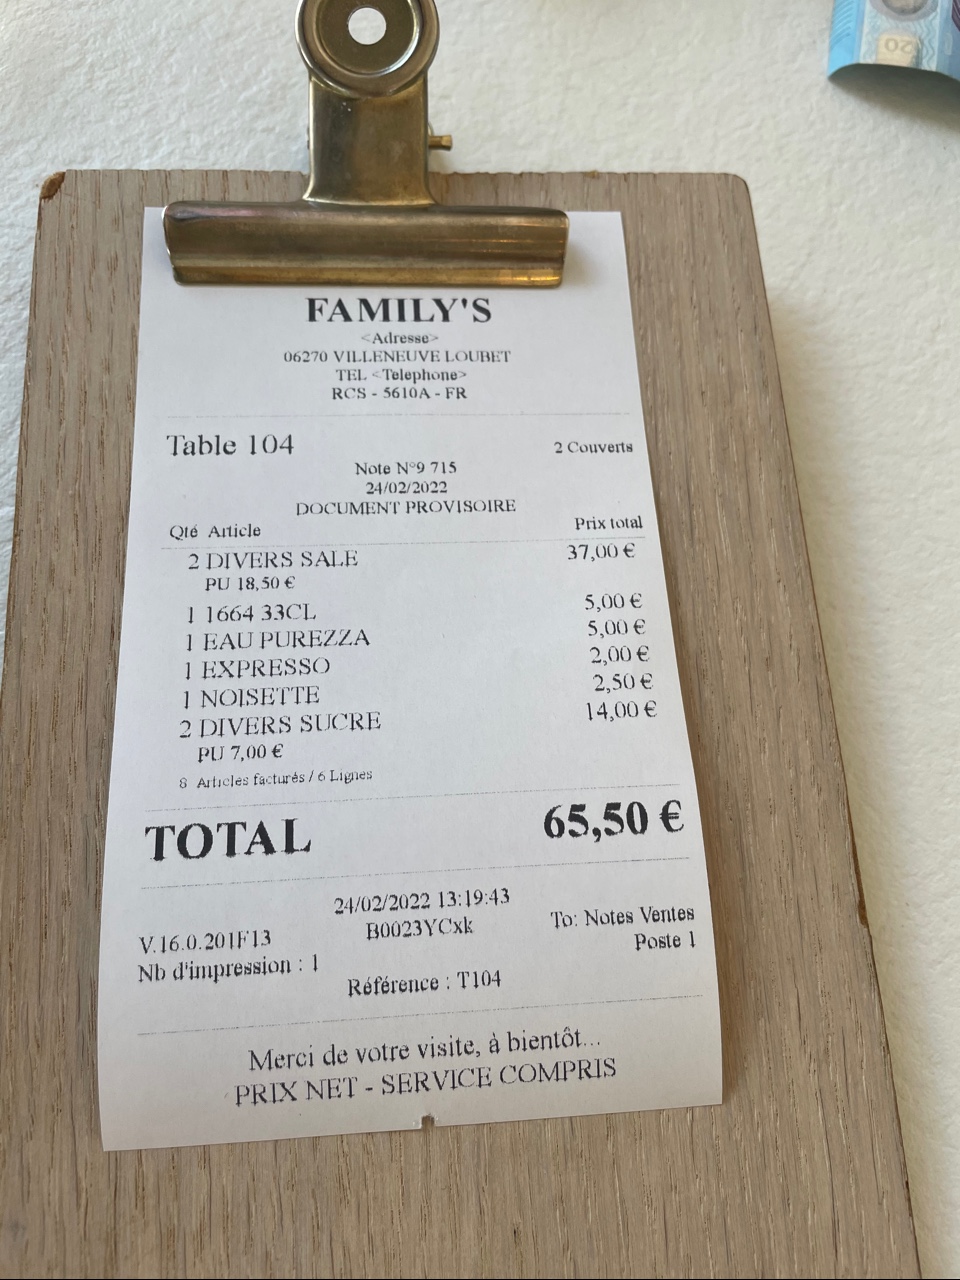 20
FAMILY'S
<Adresse>
06270 VILLENEUVE LOUBET
TEL <Telephone>
RCS - 5610A - FR
Table 104 2 Couverts
Note N°9 715
24/02/2022
DOCUMENT PROVISOIRE
Qté Article Prix total
2 DIVERS SALE 37,00 €
PU 18,50 €
1 1664 33CL 5,00 €
1 EAU PUREZZA 5,00 €
1 EXPRESSO 2,00 €
1 NOISETTE 2,50 €
2 DIVERS SUCRE 14,00 €
PU 7,00 €
8 Articles facturés / 6 Lignes
TOTAL 65,50 €
24/02/2022 13:19:43
V.16.0.201F13 B0023YCxk To: Notes Ventes
Nb d'impression : 1 Poste 1
Référence : T104
Merci de votre visite, à bientôt...
PRIX NET - SERVICE COMPRIS